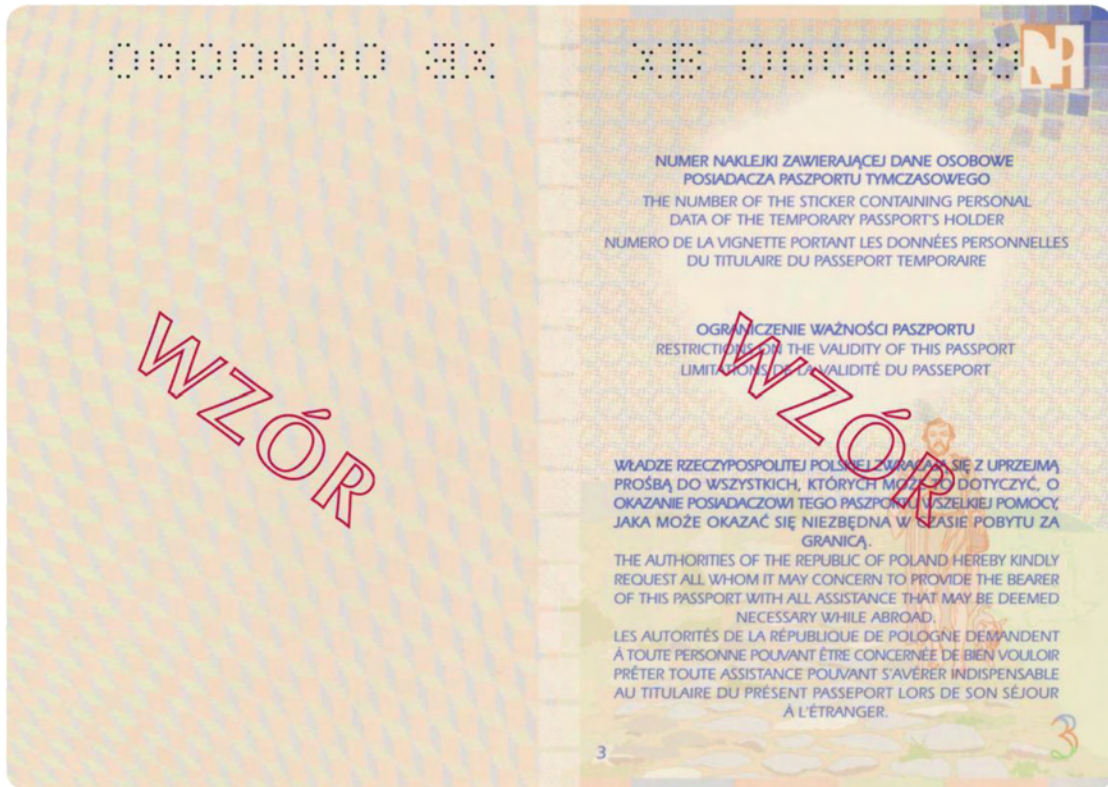 0000000 XB
XB 0000000
NUMER NAKLEJKI ZAWIERAJĄCEJ DANE OSOBOWE
POSIADACZA PASZPORTU TYMCZASOWEGO
THE NUMBER OF THE STICKER CONTAINING PERSONAL
DATA OF THE TEMPORARY PASSPORT'S HOLDER
NUMERO DE LA VIGNETTE PORTANT LES DONNÉES PERSONNELLES
DU TITULAIRE DU PASSEPORT TEMPORAIRE
WZÓR
WZÓR
OGRANICZENIE WAŻNOŚCI PASZPORTU
RESTRICTIONS ON THE VALIDITY OF THIS PASSPORT
LIMITATIONS DE LA VALIDITÉ DU PASSEPORT
WŁADZE RZECZYPOSPOLITEJ POLSKIEJ ZWRACAJĄ SIĘ Z UPRZEJMĄ
PROŚBĄ DO WSZYSTKICH, KTÓRYCH MOŻE TO DOTYCZYĆ, O
OKAZANIE POSIADACZOWI TEGO PASZPORTU WSZELKIEJ POMOCY,
JAKA MOŻE OKAZAĆ SIĘ NIEZBĘDNA W CZASIE POBYTU ZA
GRANICĄ.
THE AUTHORITIES OF THE REPUBLIC OF POLAND HEREBY KINDLY
REQUEST ALL WHOM IT MAY CONCERN TO PROVIDE THE BEARER
OF THIS PASSPORT WITH ALL ASSISTANCE THAT MAY BE DEEMED
NECESSARY WHILE ABROAD.
LES AUTORITÉS DE LA RÉPUBLIQUE DE POLOGNE DEMANDENT
À TOUTE PERSONNE POUVANT ÊTRE CONCERNÉE DE BIEN VOULOIR
PRÊTER TOUTE ASSISTANCE POUVANT S'AVÉRER INDISPENSABLE
AU TITULAIRE DU PRÉSENT PASSEPORT LORS DE SON SÉJOUR
À L'ÉTRANGER.
3
3